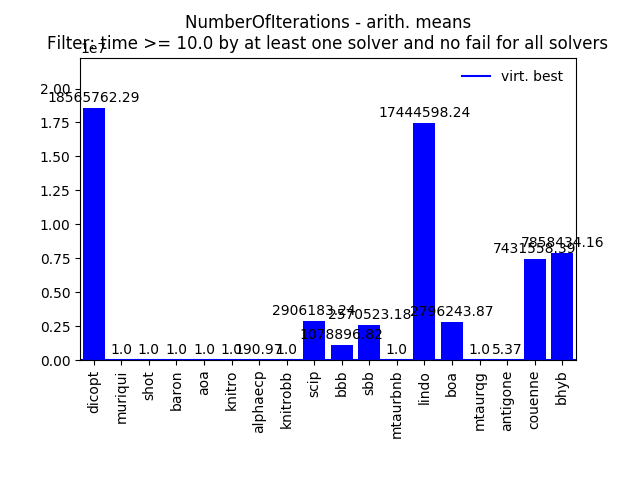 NumberOfIterations - arith. means
Filter: time >= 10.0 by at least one solver and no fail for all solvers
1e7
virt. best
2.00
1.75
1.50
1.25
1.00
0.75
0.50
0.25
0.00
18565762.29
1.0
1.0
1.0
1.0
1.0
190.97
1.0
2906183.24
1078896.82
2570523.18
1.0
17444598.24
2796243.87
1.0
5.37
7431558.39
7858434.16
dicopt
muriqui
shot
baron
aoa
knitro
alphaecp
knitrobb
scip
bbb
sbb
mtaurbnb
lindo
boa
mtaurqg
antigone
couenne
bhyb